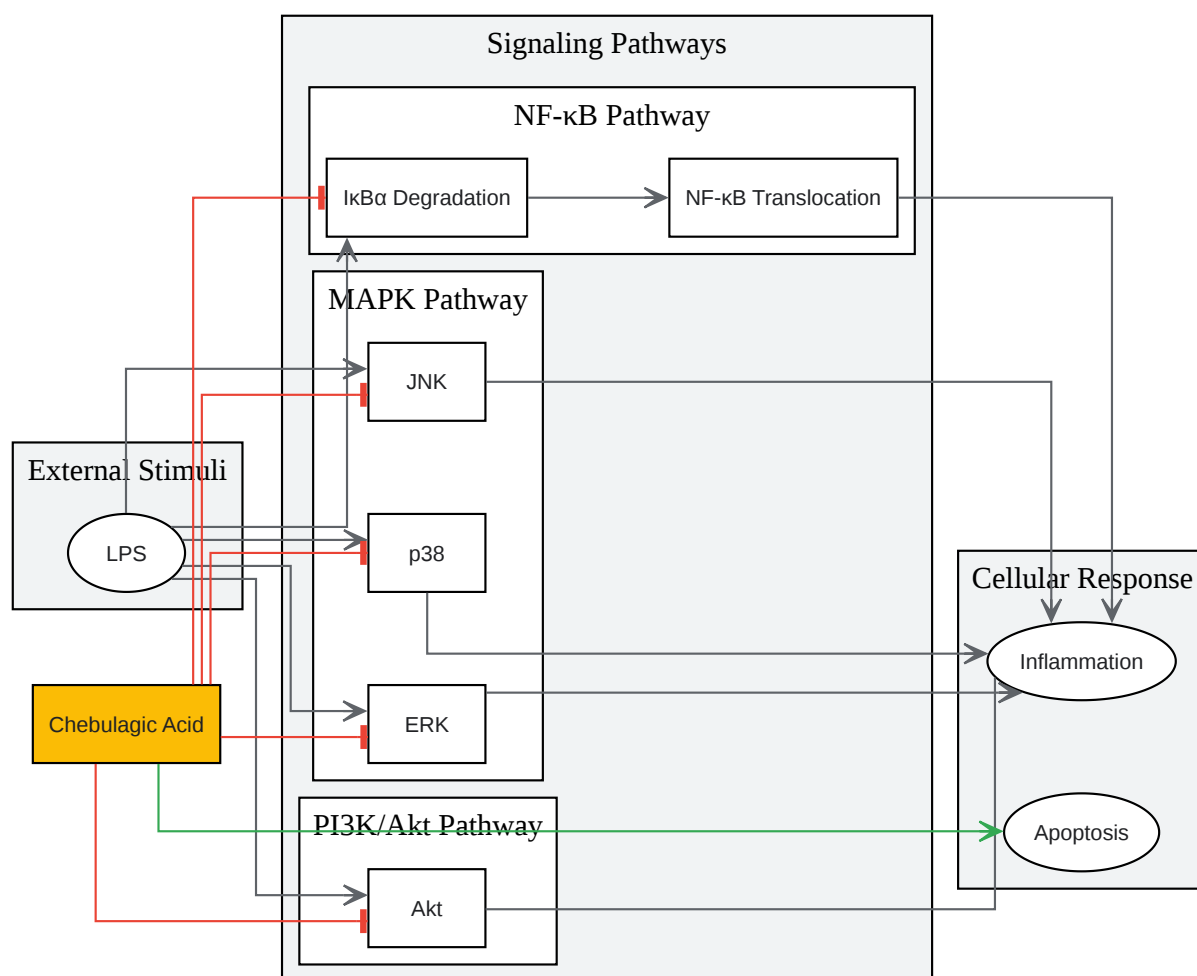 Signaling Pathways
NF-κB Pathway
IκBα Degradation
NF-κB Translocation
MAPK Pathway
JNK
External Stimuli
LPS
p38
Cellular Response
Inflammation
Chebulagic Acid
ERK
PI3K/Akt Pathway
Apoptosis
Akt